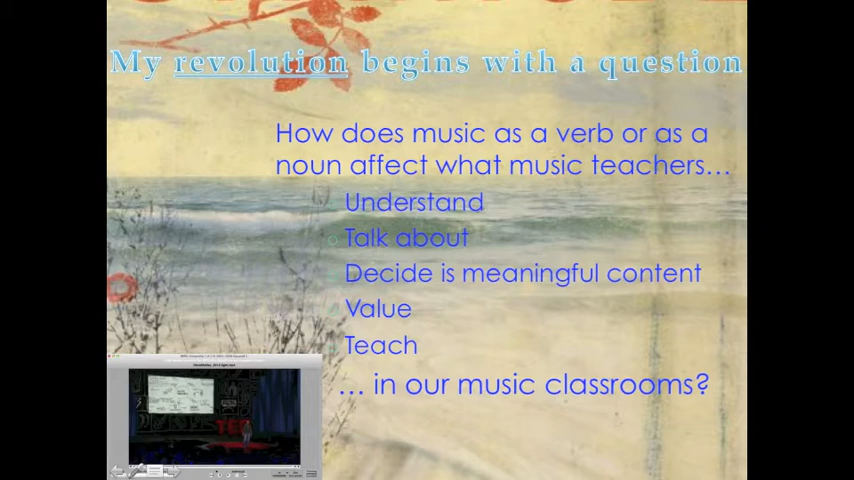 My revolution begins with a question
How does music as a verb or as a
noun affect what music teachers…
Understand
Talk about
Decide is meaningful content
Value
Teach
… in our music classrooms?
TED